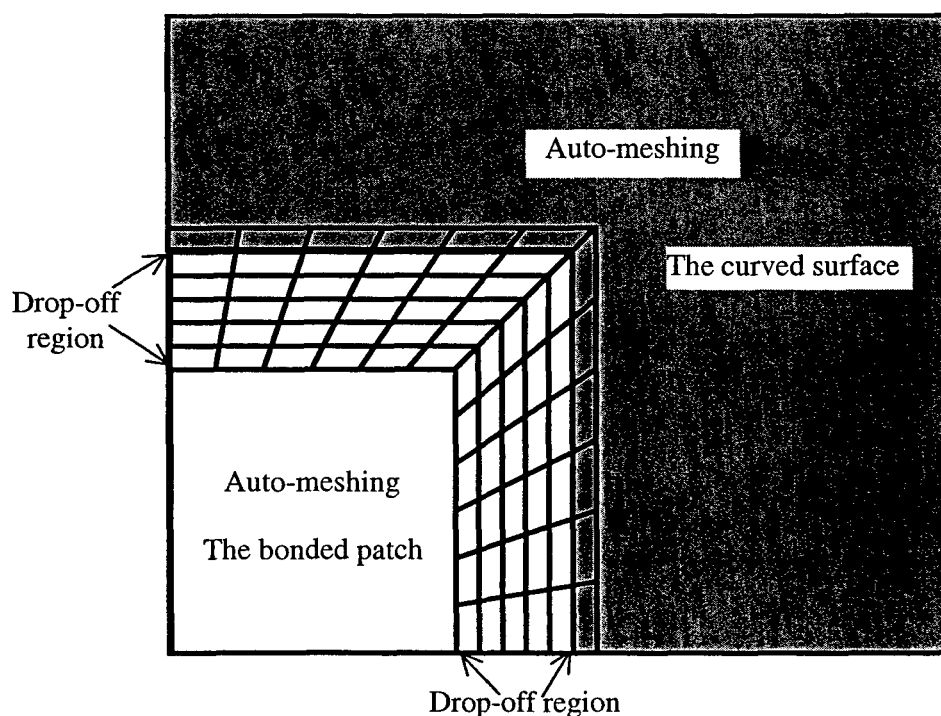 Auto-meshing
The curved surface
Drop-off
region
Auto-meshing
The bonded patch
Drop-off region